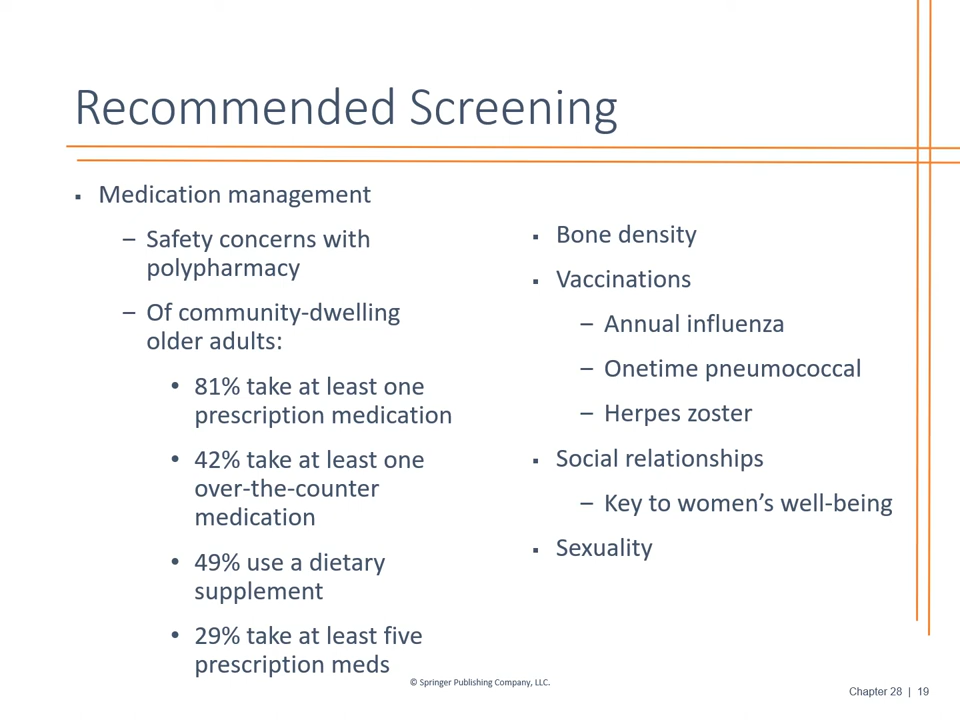 Recommended Screening
▪ Medication management
– Safety concerns with
polypharmacy
– Of community-dwelling
older adults:
• 81% take at least one
prescription medication
• 42% take at least one
over-the-counter
medication
• 49% use a dietary
supplement
• 29% take at least five
prescription meds
▪ Bone density
▪ Vaccinations
– Annual influenza
– Onetime pneumococcal
– Herpes zoster
▪ Social relationships
– Key to women’s well-being
▪ Sexuality
© Springer Publishing Company, LLC.
Chapter 28 | 19